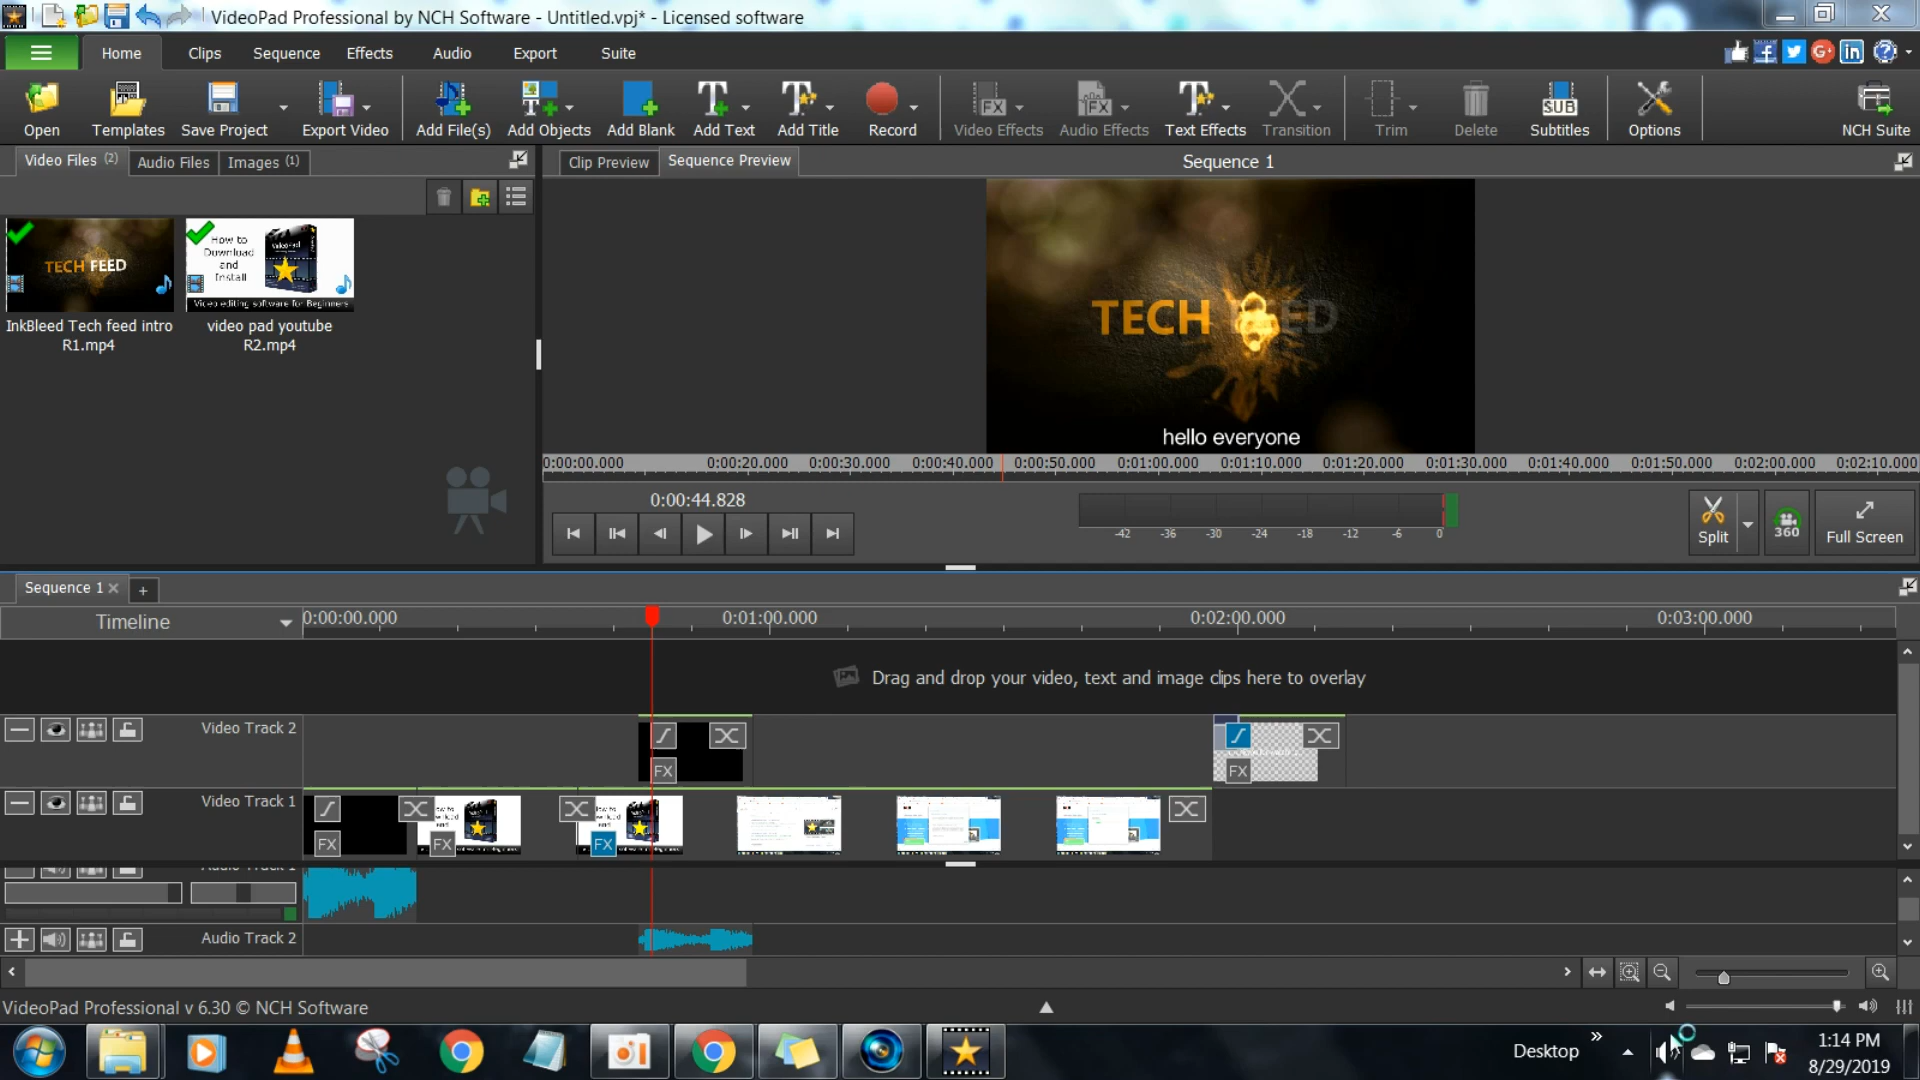 VideoPad Professional by NCH Software - Untitled.vpj* - Licensed software
Home Clips Sequence Effects Audio Export Suite
Open Templates Save Project Export Video Add File(s) Add Objects Add Blank Add Text Add Title Record Video Effects Audio Effects Text Effects Transition Trim Delete SUB Subtitles Options NCH Suite
Video Files (2) Audio Files Images (1)
Clip Preview Sequence Preview Sequence 1
TECH FEED
How to
Download
and
Install
VideoPad
Video editing software for Beginners
InkBleed Tech feed intro
R1.mp4
video pad youtube
R2.mp4
TECH FEED
hello everyone
0:00:00.000 0:00:20.000 0:00:30.000 0:00:40.000 0:00:50.000 0:01:00.000 0:01:10.000 0:01:20.000 0:01:30.000 0:01:40.000 0:01:50.000 0:02:00.000 0:02:10.000
0:00:44.828
-42 -36 -30 -24 -18 -12 -6 0
Split 360 Full Screen
Sequence 1
Timeline 0:00:00.000 0:01:00.000 0:02:00.000 0:03:00.000
Drag and drop your video, text and image clips here to overlay
Video Track 2
FX FX
Video Track 1
FX FX FX
Audio Track 1
Audio Track 2
VideoPad Professional v 6.30 © NCH Software
Desktop
1:14 PM
8/29/2019